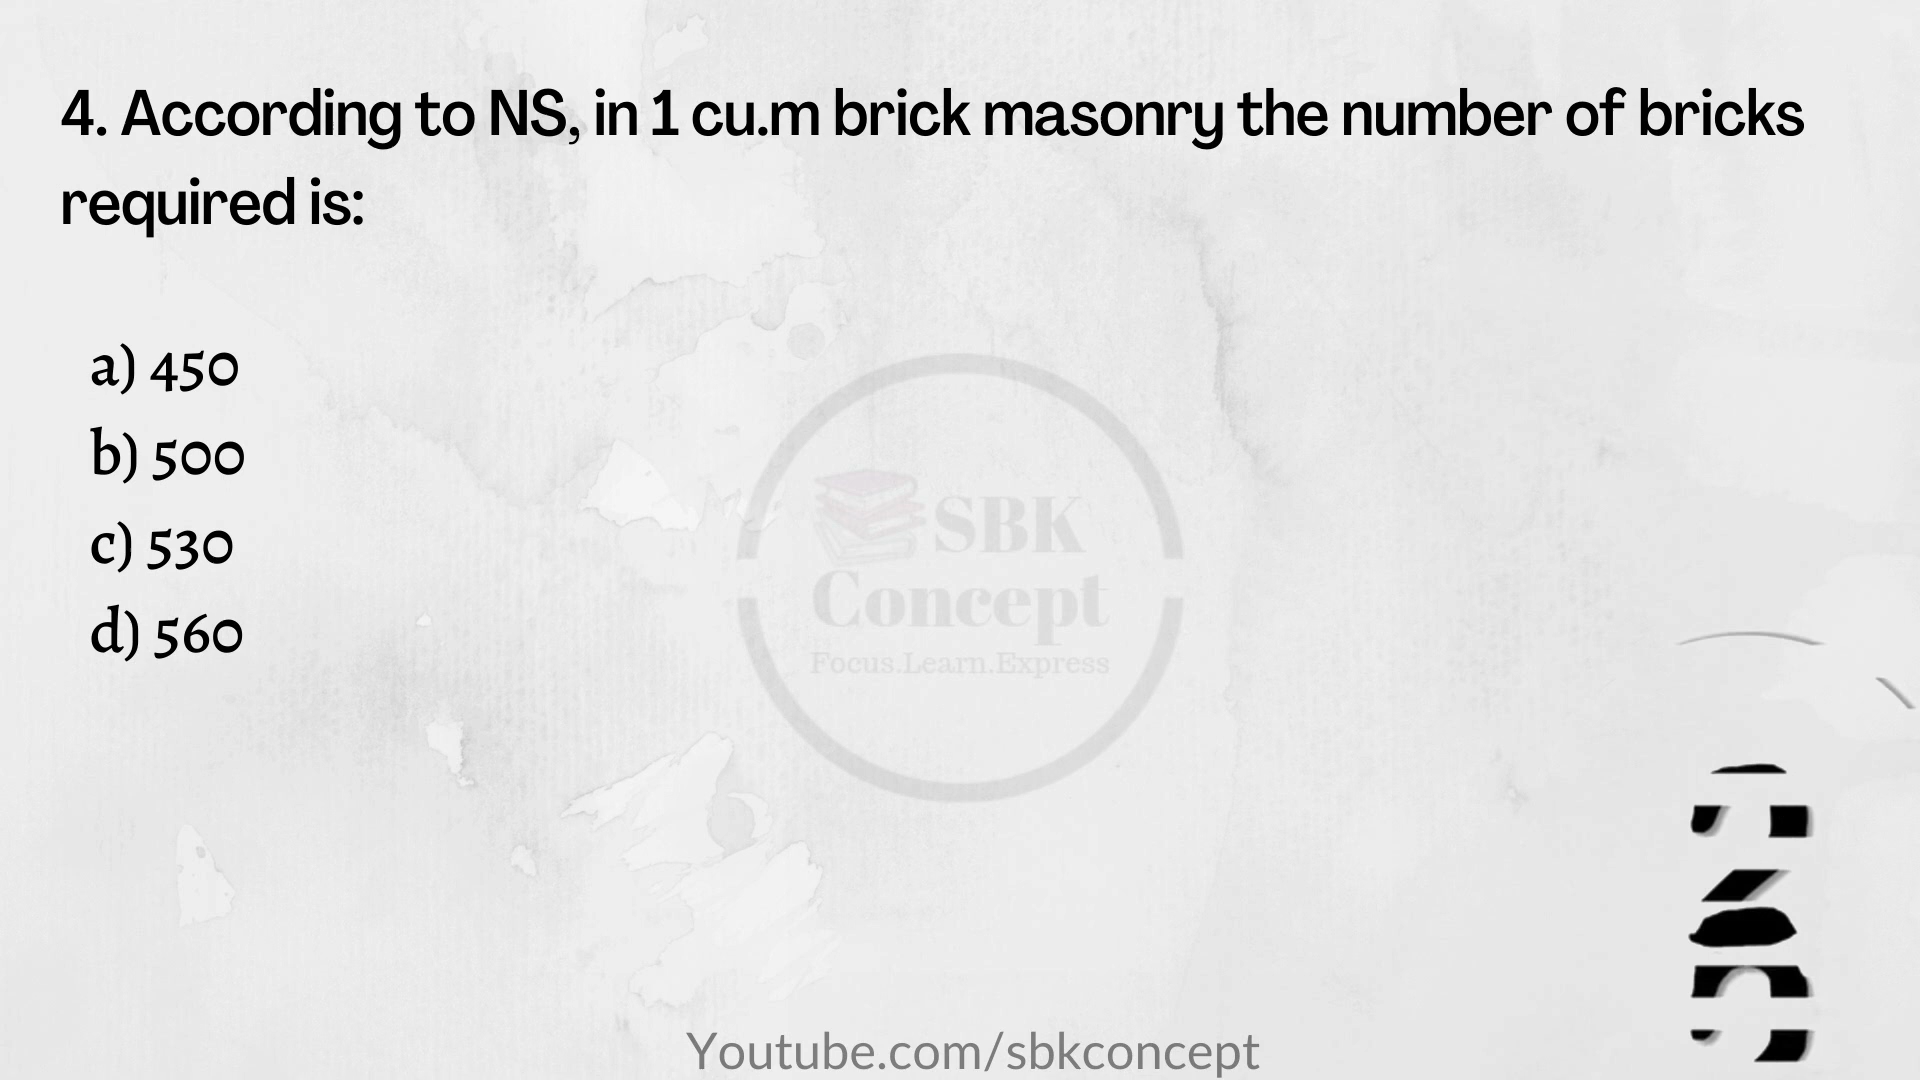 4. According to NS, in 1 cu.m brick masonry the number of bricks
required is:
a) 450
b) 500
c) 530
d) 560
SBK
Concept
Focus.Learn.Express
Youtube.com/sbkconcept